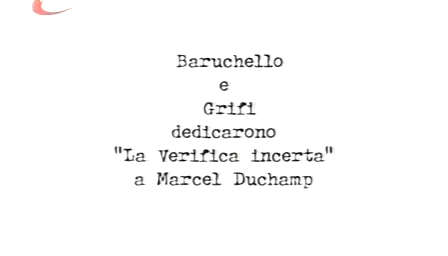 Baruchello
e
Grifi
dedicarono
"La Verifica incerta"
a Marcel Duchamp